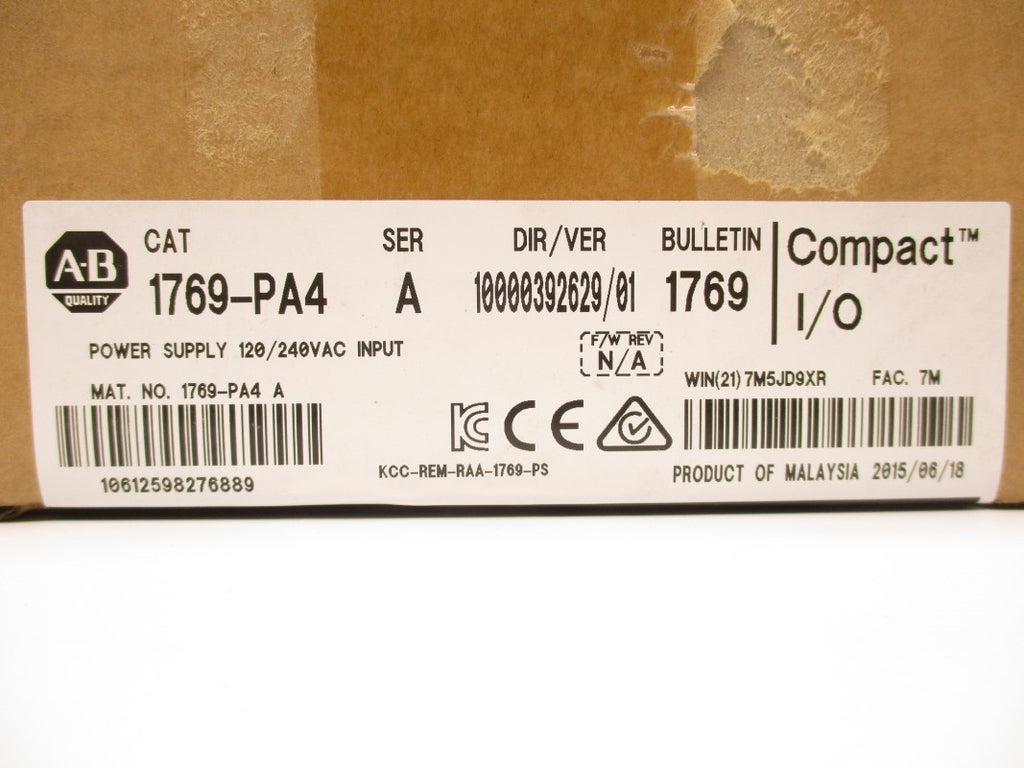 A-B
QUALITY
CAT SER DIR/VER BULLETIN
1769-PA4 A 10000392629/01 1769
Compact™
I/O
POWER SUPPLY 120/240VAC INPUT
F/W REV
N/A
MAT. NO. 1769-PA4 A
WIN(21) 7M5JD9XR FAC. 7M
KC CE
10612598276889
KCC-REM-RAA-1769-PS
PRODUCT OF MALAYSIA 2015/06/18